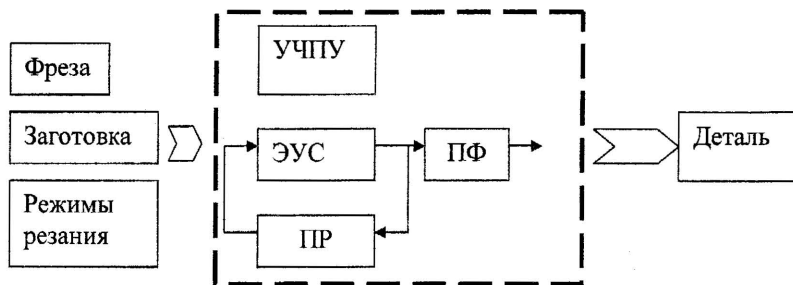 Фреза
Заготовка
Режимы
резания
УЧПУ
ЭУС
ПФ
ПР
Деталь